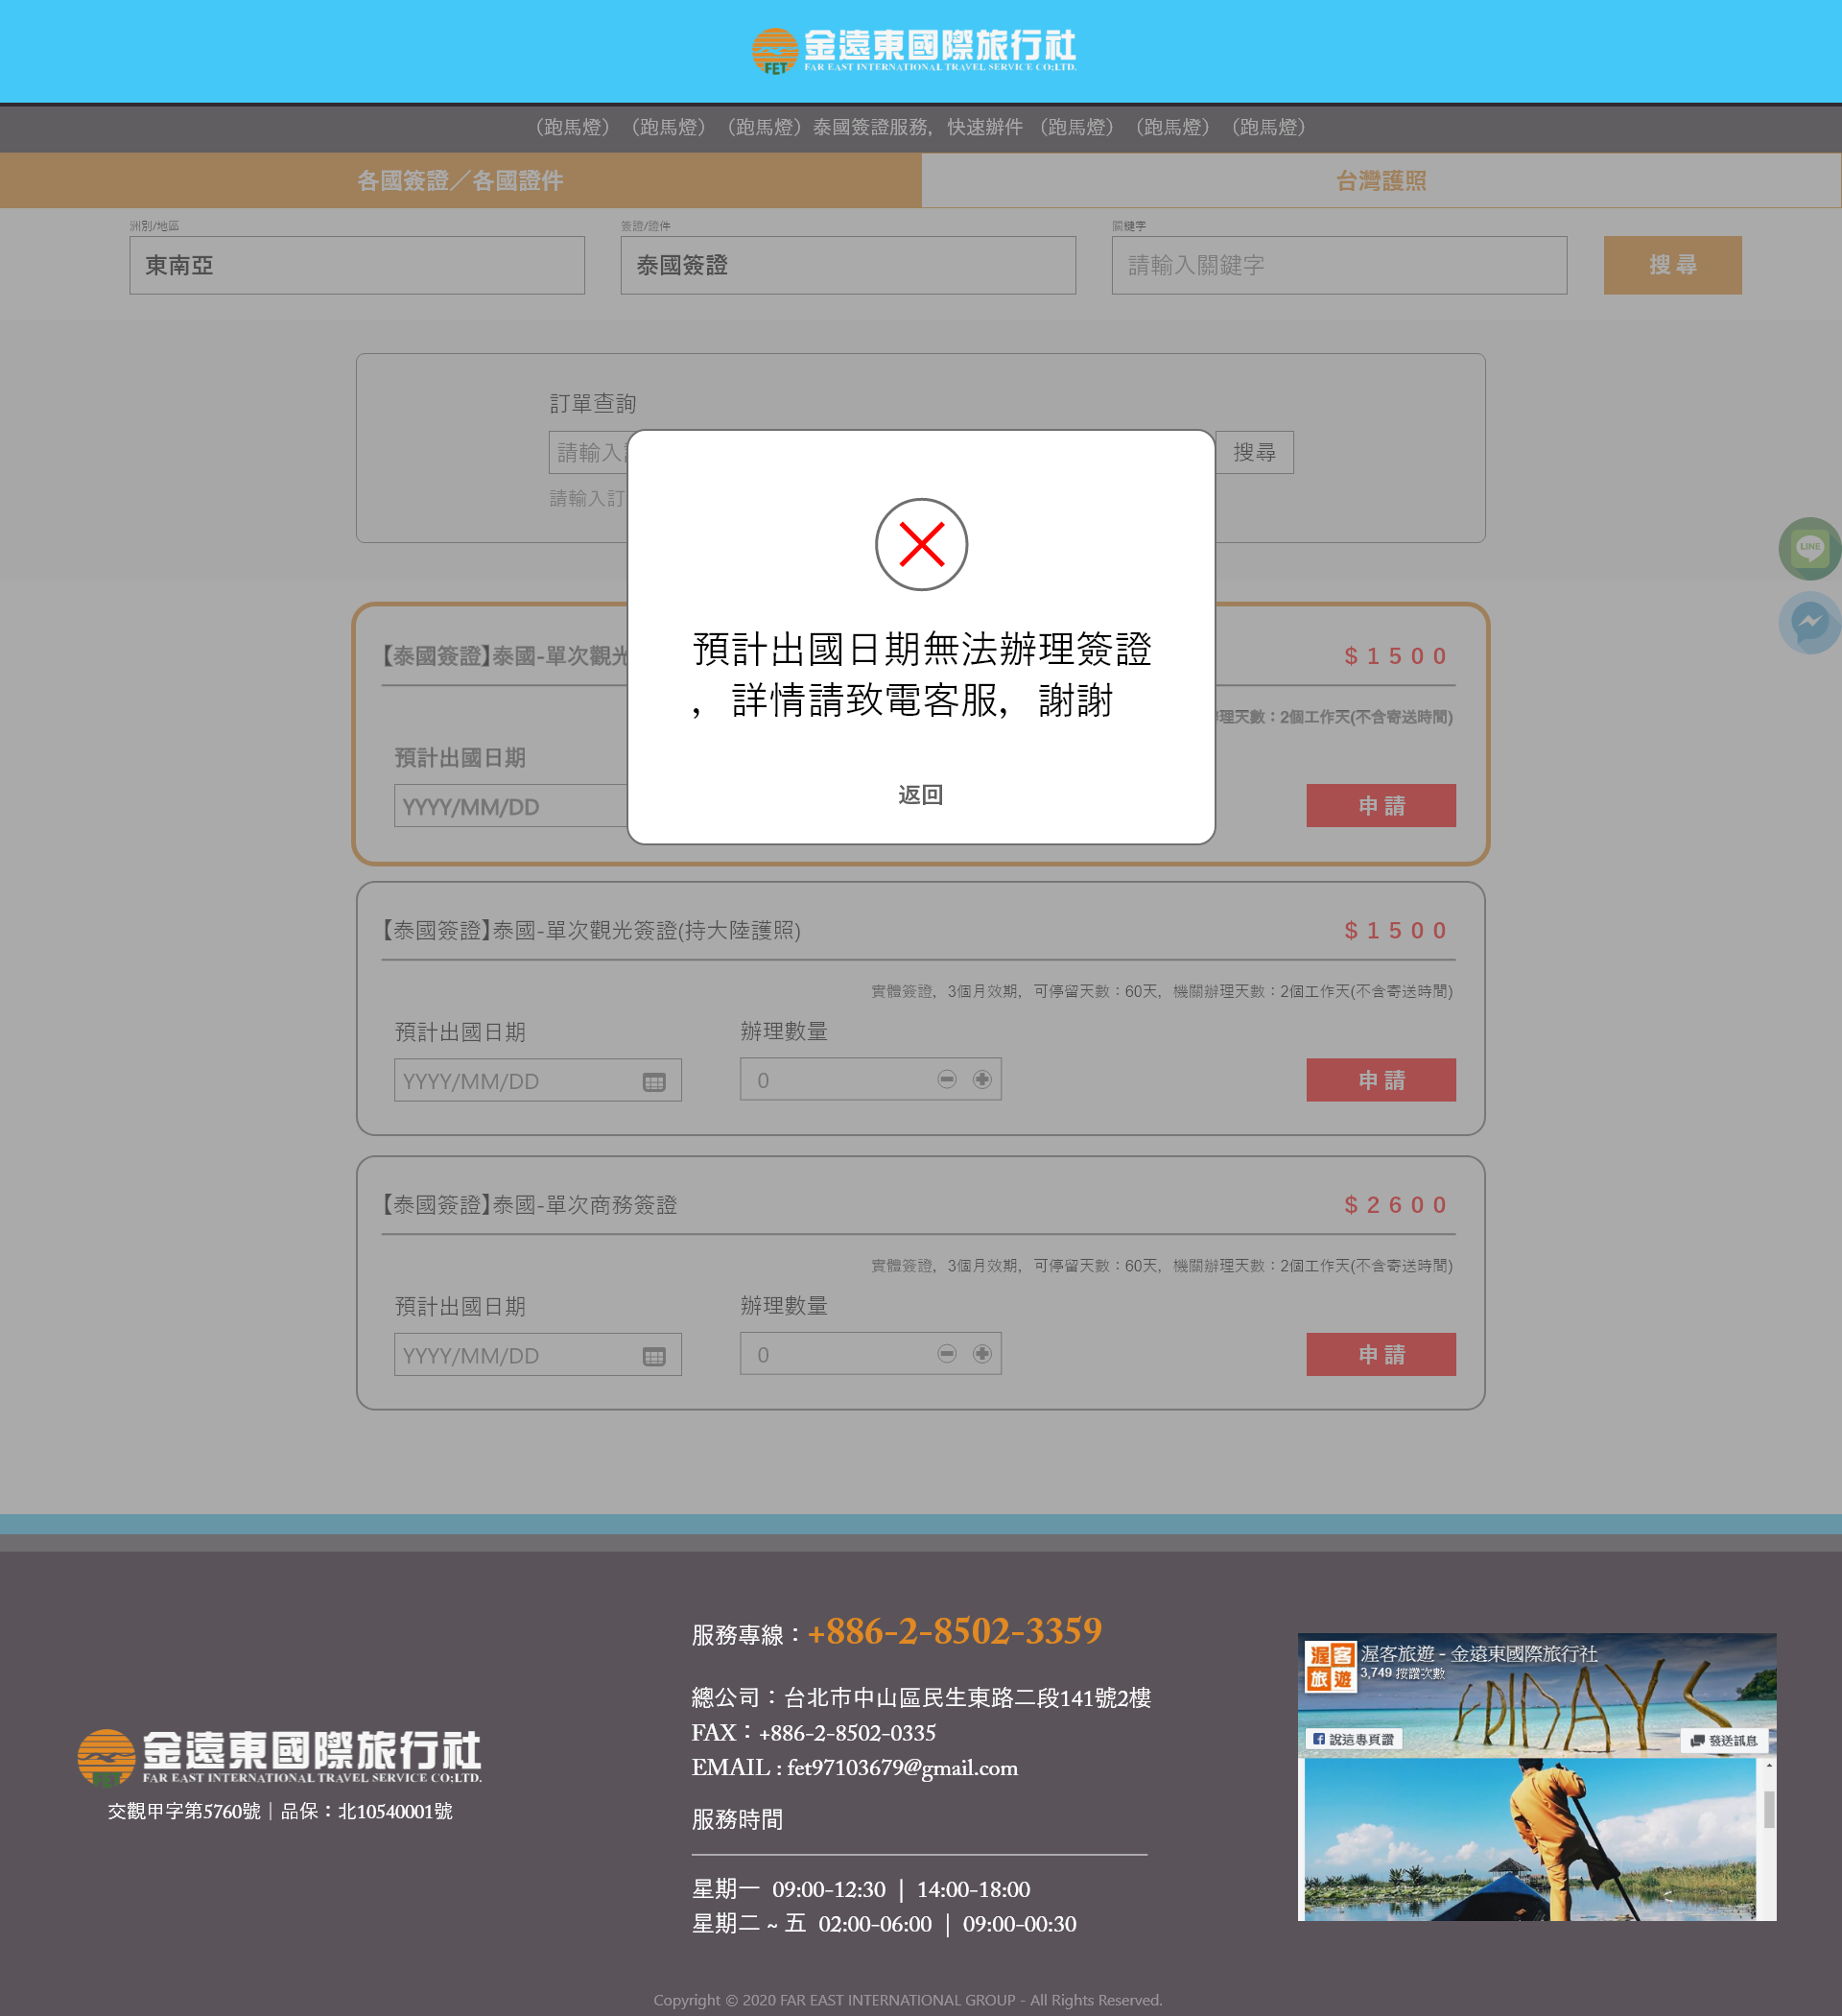 金遠東國際旅行社
FAR EAST INTERNATIONAL TRAVEL SERVICE CO;LTD.
FET
（跑馬燈）（跑馬燈）（跑馬燈）泰國簽證服務，快速辦件 （跑馬燈）（跑馬燈）（跑馬燈）
各國簽證／各國證件
台灣護照
洲別/地區
簽證/證件
關鍵字
東南亞
泰國簽證
請輸入關鍵字
搜 尋
訂單查詢
請輸入
搜尋
請輸入訂
LINE
預計出國日期無法辦理簽證
，詳情請致電客服，謝謝
返回
【泰國簽證】泰國-單次觀光
$1500
理天數：2個工作天(不含寄送時間)
預計出國日期
YYYY/MM/DD
申 請
【泰國簽證】泰國-單次觀光簽證(持大陸護照)
$1500
實體簽證，3個月效期，可停留天數：60天，機關辦理天數：2個工作天(不含寄送時間)
預計出國日期
辦理數量
YYYY/MM/DD
0
申 請
【泰國簽證】泰國-單次商務簽證
$2600
實體簽證，3個月效期，可停留天數：60天，機關辦理天數：2個工作天(不含寄送時間)
預計出國日期
辦理數量
YYYY/MM/DD
0
申 請
金遠東國際旅行社
FAR EAST INTERNATIONAL TRAVEL SERVICE CO;LTD.
FET
交觀甲字第5760號｜品保：北10540001號
服務專線：+886-2-8502-3359
總公司：台北市中山區民生東路二段141號2樓
FAX：+886-2-8502-0335
EMAIL : fet97103679@gmail.com
服務時間
星期一 09:00-12:30 | 14:00-18:00
星期二 ~ 五 02:00-06:00 | 09:00-00:30
渥客旅遊
渥客旅遊 - 金遠東國際旅行社
3,749 按讚次數
FRIDAYS
說這專頁讚
發送訊息
Copyright © 2020 FAR EAST INTERNATIONAL GROUP - All Rights Reserved.